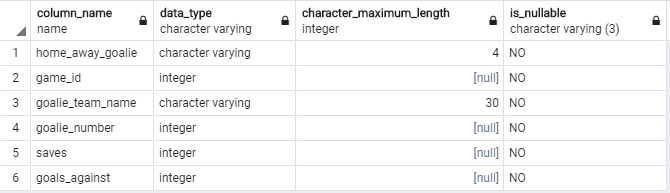 column_name data_type character_maximum_length is_nullable
name character varying integer character varying (3)
1 home_away_goalie character varying 4 NO
2 game_id integer [null] NO
3 goalie_team_name character varying 30 NO
4 goalie_number integer [null] NO
5 saves integer [null] NO
6 goals_against integer [null] NO